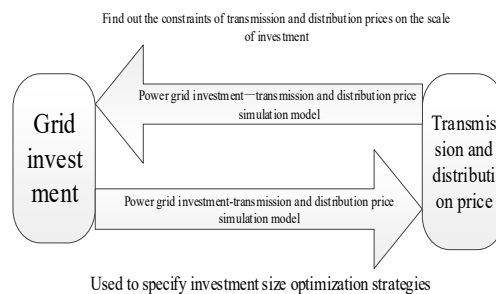 Find out the constraints of transmission and distribution prices on the scale
of investment
Power grid investment—transmission and distribution price
simulation model
Grid
invest
ment
Transmis
sion and
distributi
on price
Power grid investment-transmission and distribution price
simulation model
Used to specify investment size optimization strategies